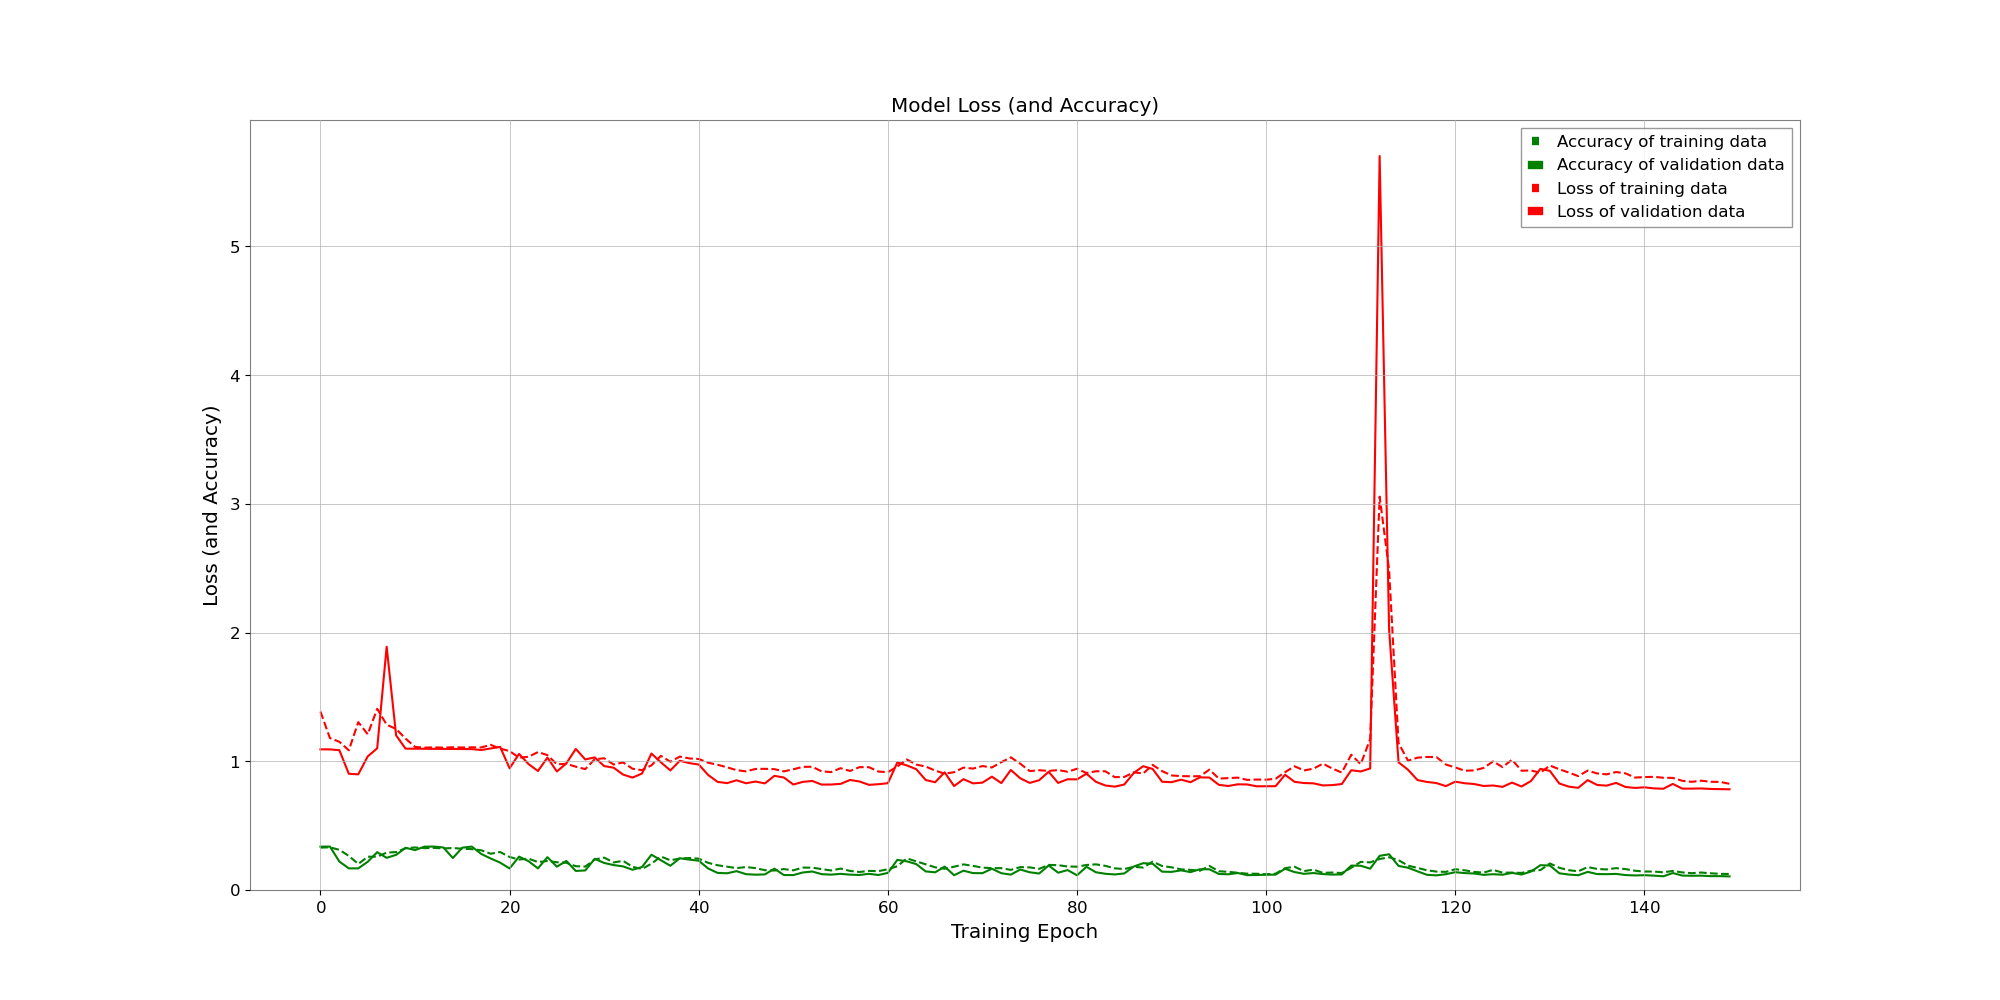 Model Loss (and Accuracy)
Accuracy of training data
Accuracy of validation data
Loss of training data
Loss of validation data
Loss (and Accuracy)
5
4
3
2
1
0
0 20 40 60 80 100 120 140
Training Epoch